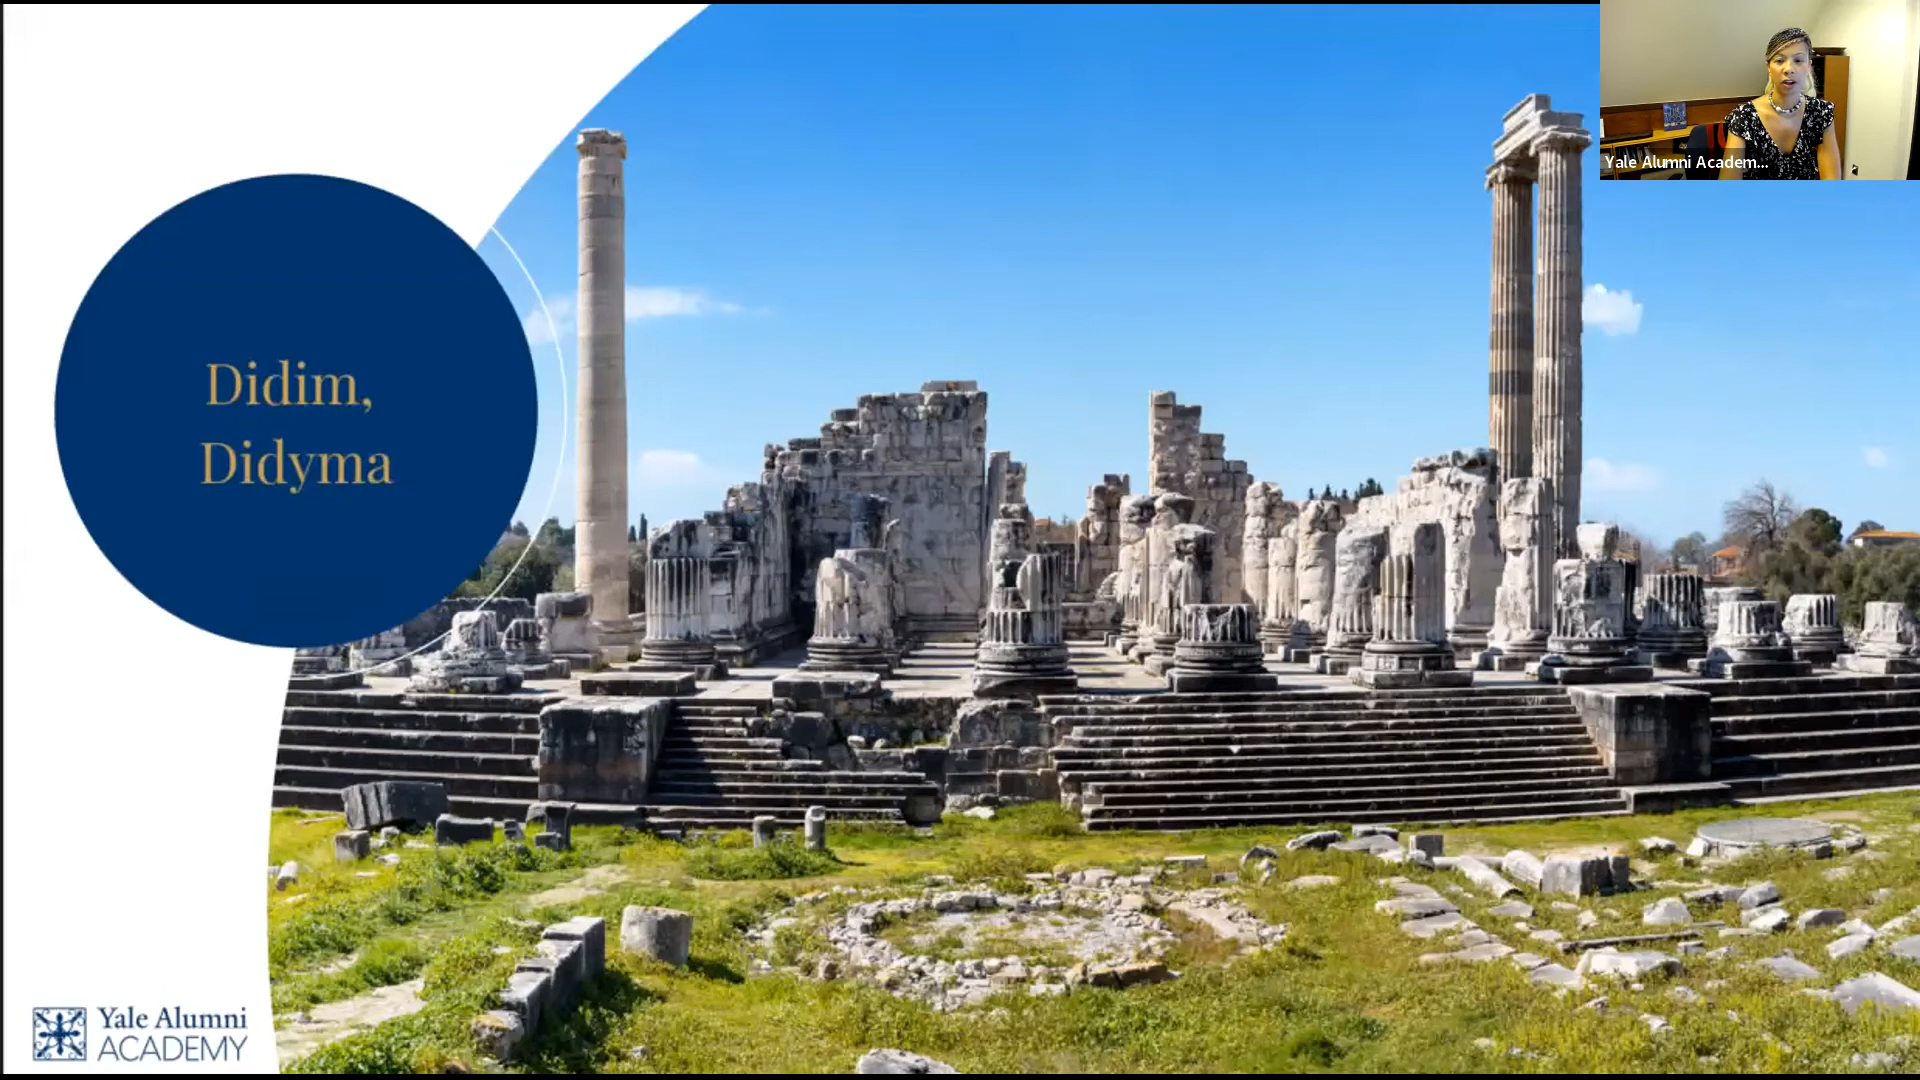 Didim,
Didyma
Yale Alumni Academ...
Yale Alumni
ACADEMY